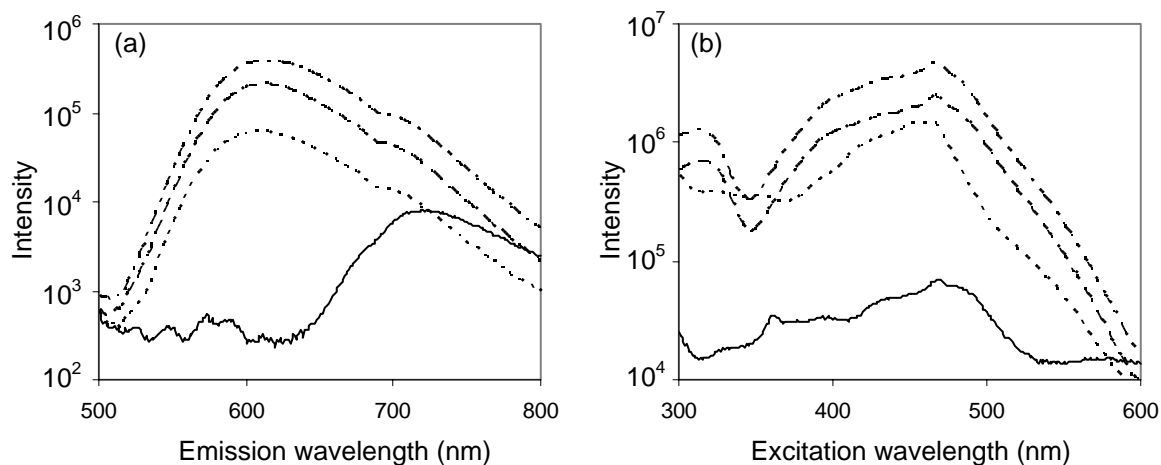 (a)
Intensity
10^6
10^5
10^4
10^3
10^2
500 600 700 800
Emission wavelength (nm)
(b)
Intensity
10^7
10^6
10^5
10^4
300 400 500 600
Excitation wavelength (nm)